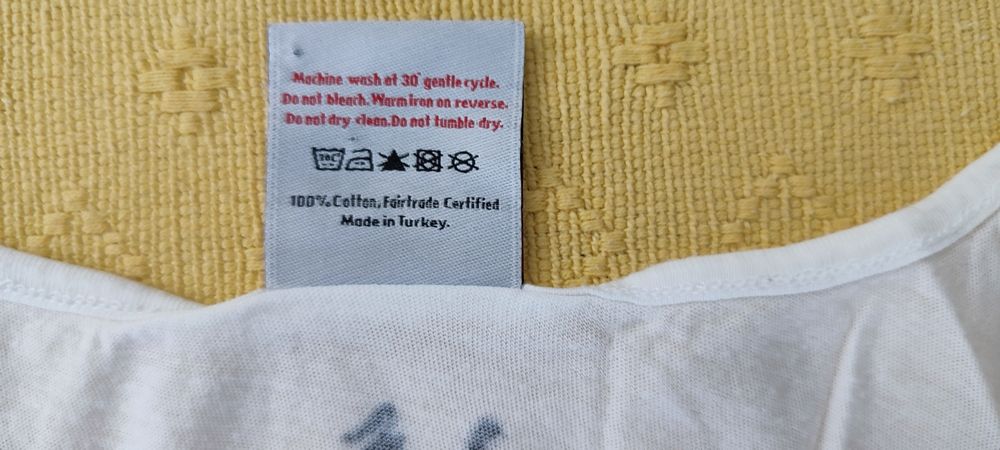 Machine wash at 30° gentle cycle.
Do not bleach. Warm iron on reverse.
Do not dry clean. Do not tumble dry.
100% Cotton, Fairtrade Certified
Made in Turkey.